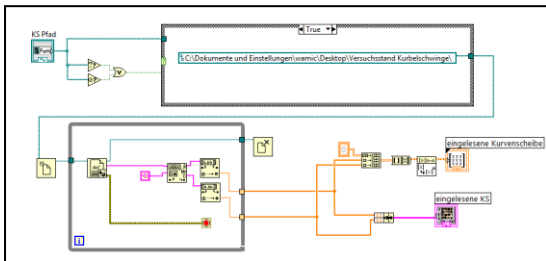 True
KS Pfad
C:\Dokumente und Einstellungen\wamic\Desktop\Versuchsstand Kurbelschwinge\
eingelesene Kurvenscheibe
eingelesene KS
i